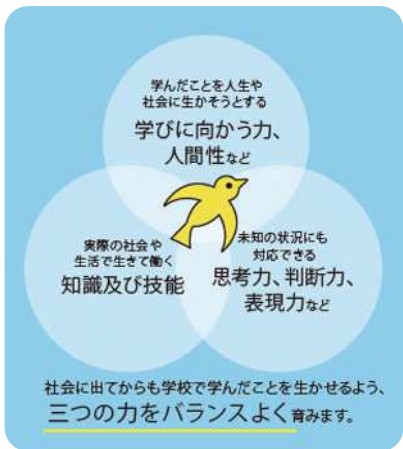 学んだことを人生や
社会に生かそうとする
学びに向かう力、
人間性など
実際の社会や
生活で生きて働く
知識及び技能
未知の状況にも
対応できる
思考力、判断力、
表現力など
社会に出てからも学校で学んだことを生かせるよう、
三つの力をバランスよく育みます。